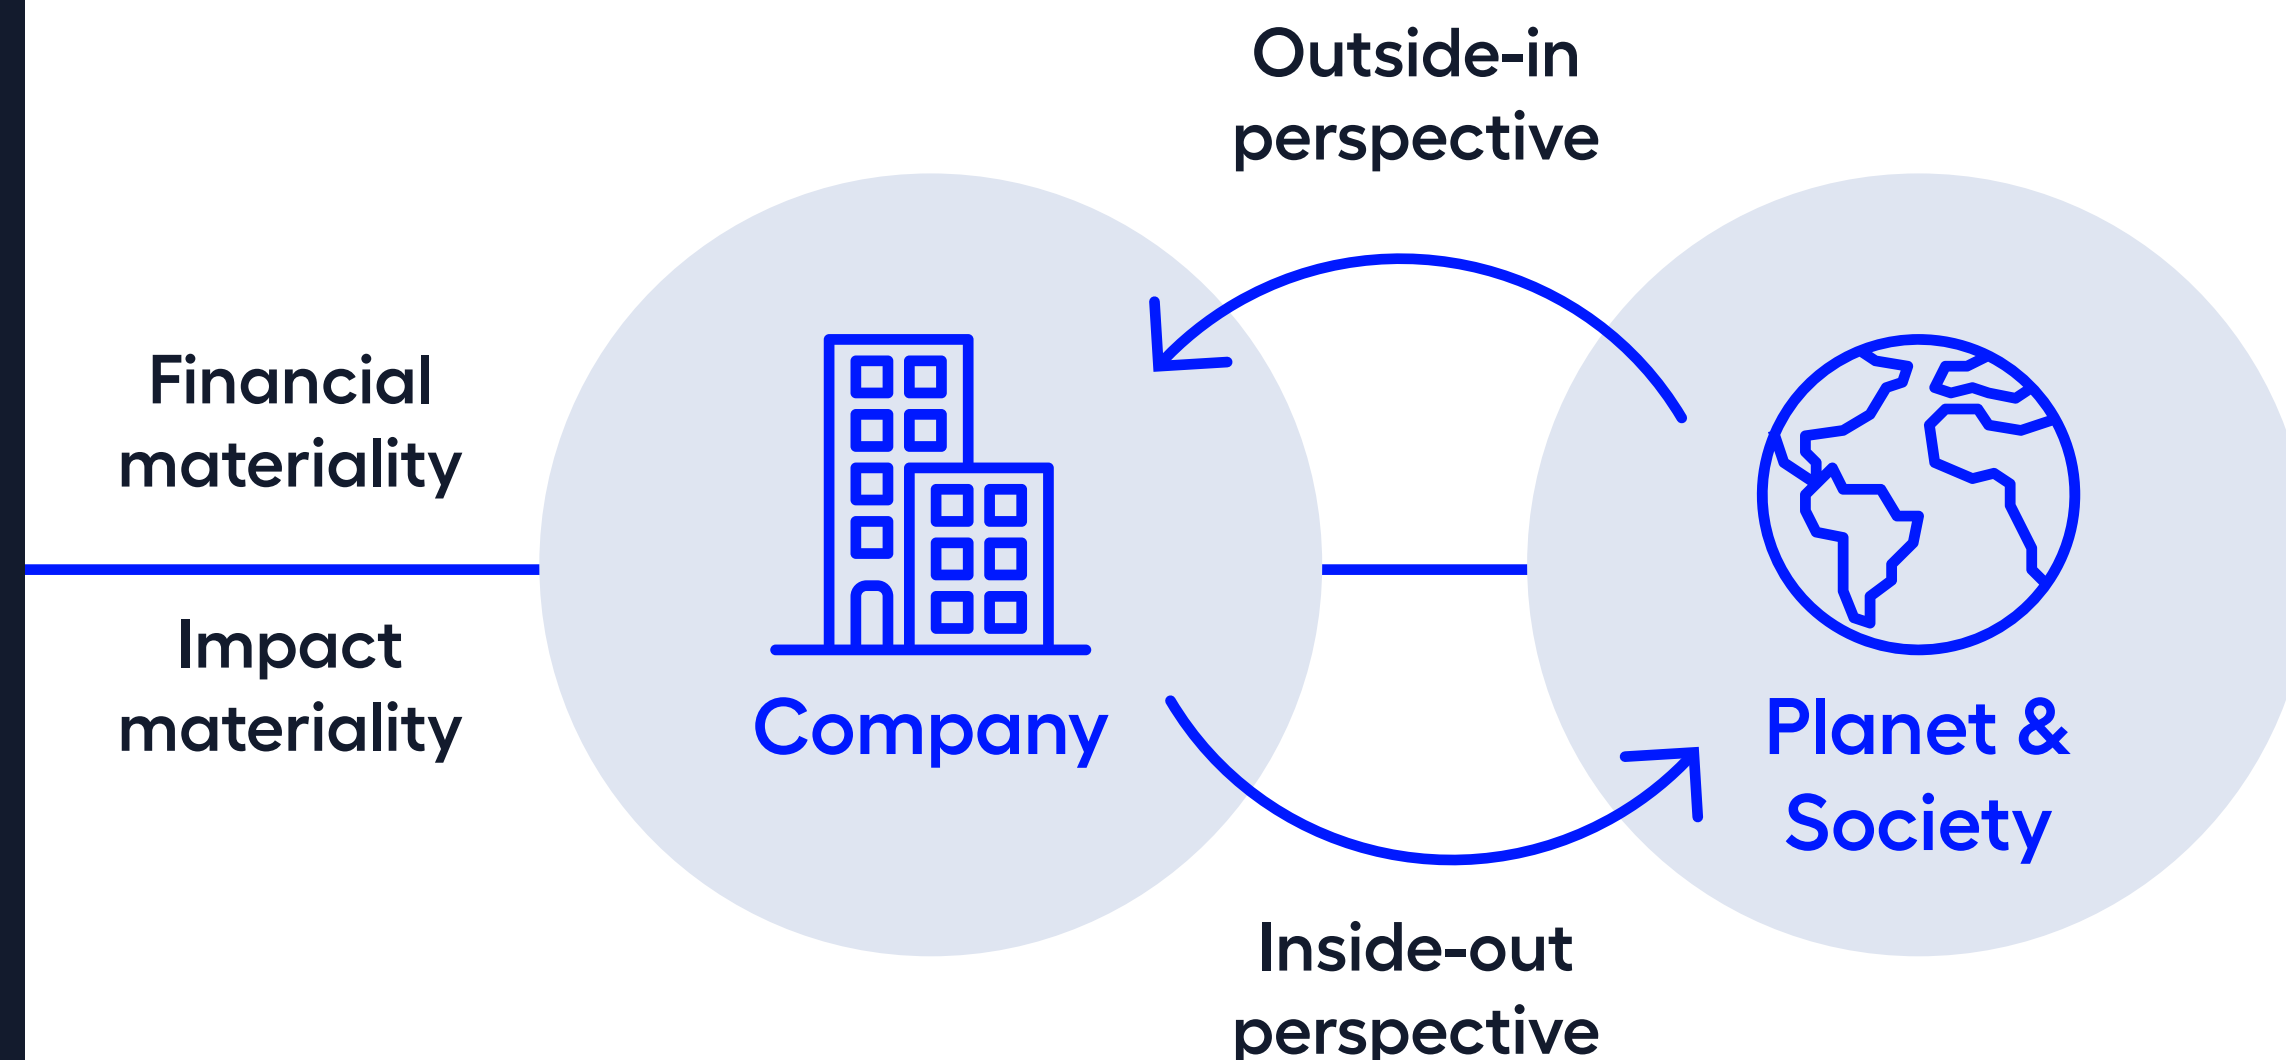 Outside-in
perspective
Financial
materiality
Impact
materiality
Company
Planet &
Society
Inside-out
perspective